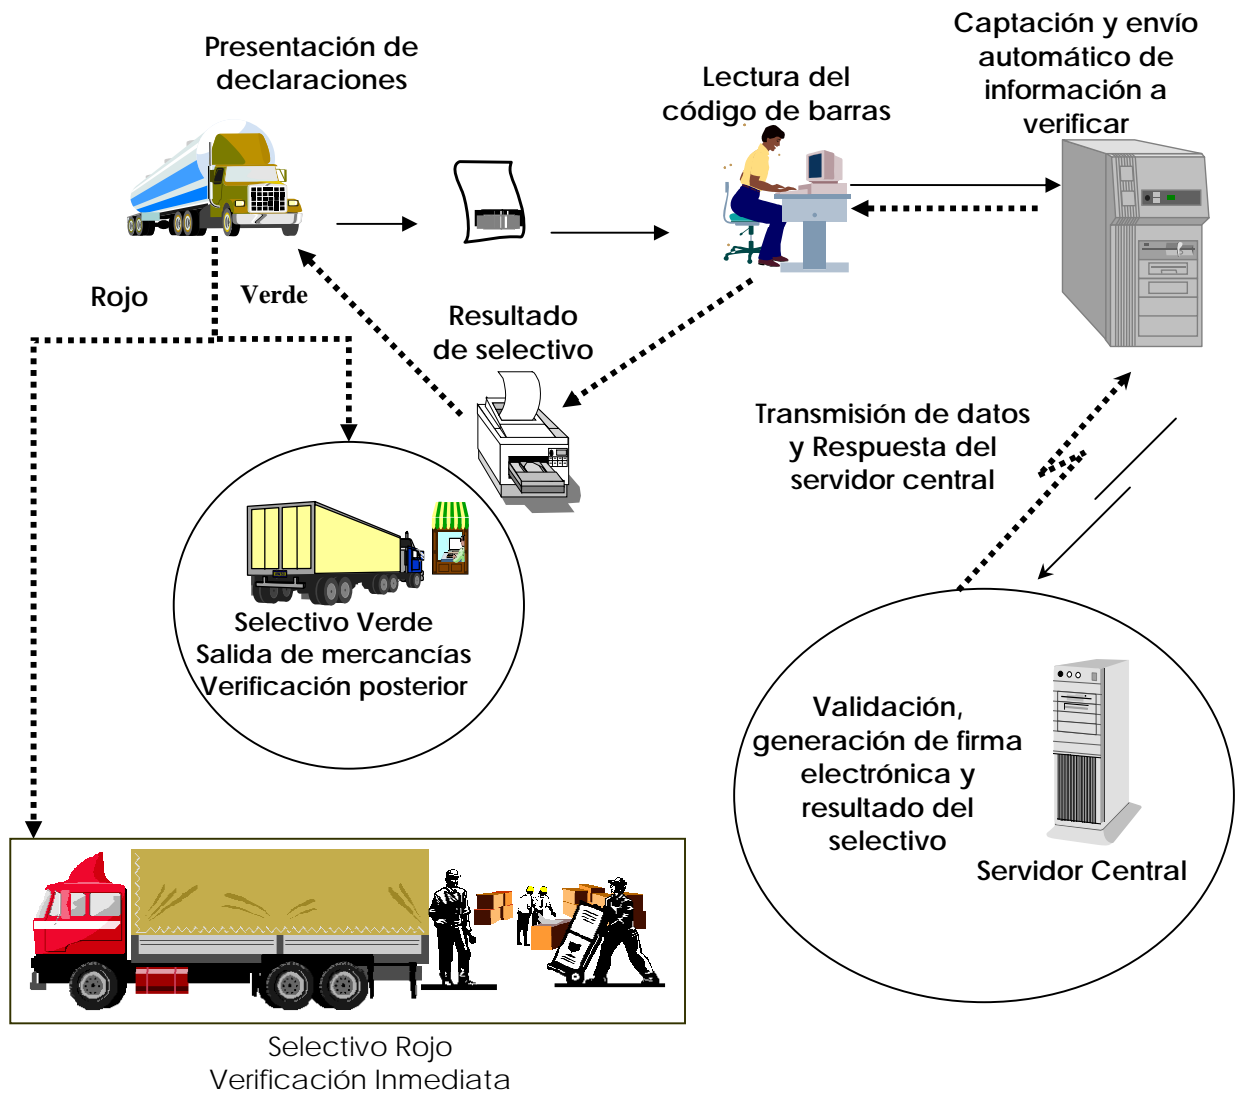 Presentación de
declaraciones
Lectura del
código de barras
Captación y envío
automático de
información a
verificar
Rojo
Verde
Resultado
de selectivo
Transmisión de datos
y Respuesta del
servidor central
Selectivo Verde
Salida de mercancías
Verificación posterior
Validación,
generación de firma
electrónica y
resultado del
selectivo
Servidor Central
Selectivo Rojo
Verificación Inmediata